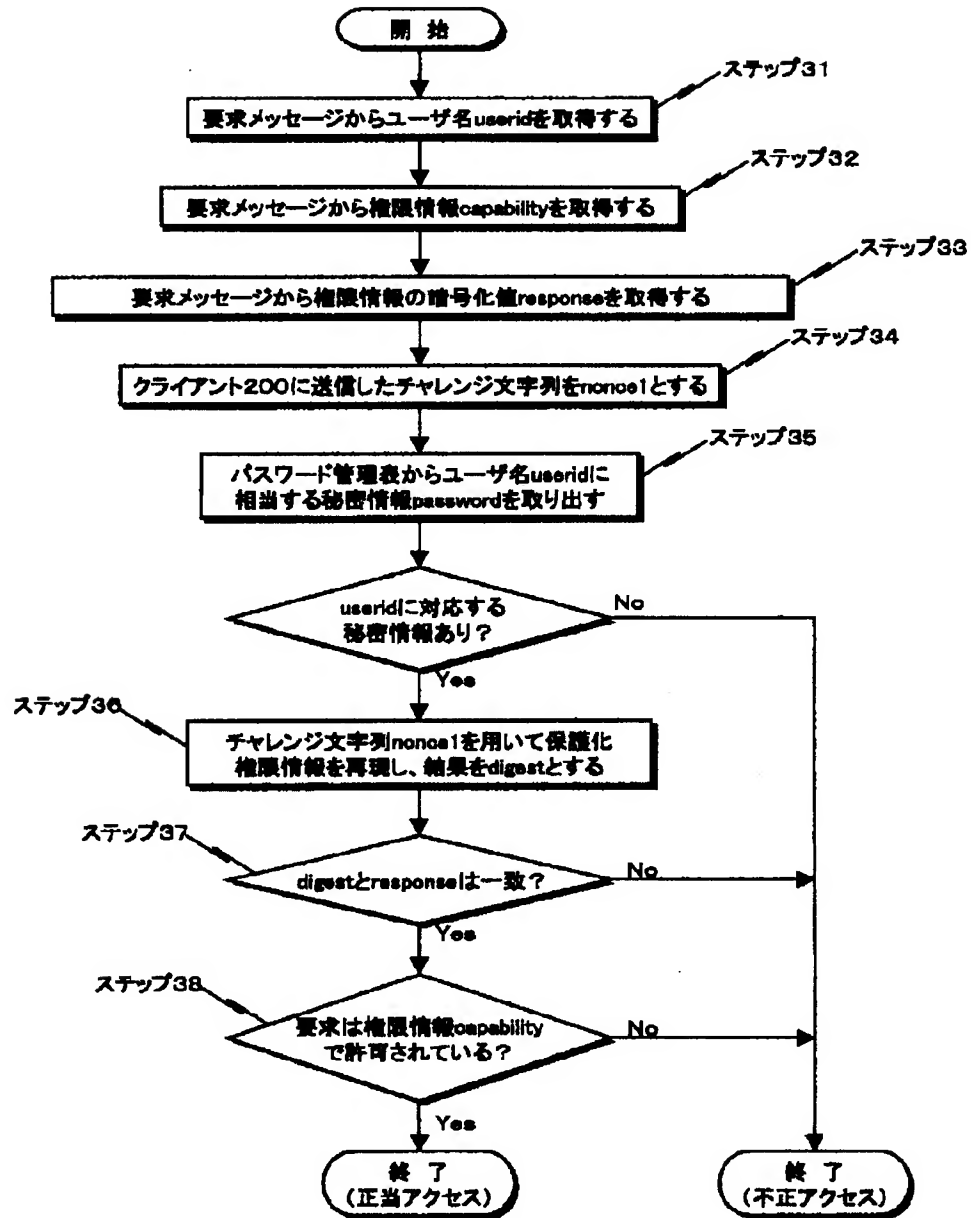 開 始
ステップ31
要求メッセージからユーザ名useridを取得する
ステップ32
要求メッセージから権限情報capabilityを取得する
ステップ33
要求メッセージから権限情報の暗号化値responseを取得する
ステップ34
クライアント200に送信したチャレンジ文字列をnonce1とする
ステップ35
パスワード管理表からユーザ名useridに
相当する秘密情報passwordを取り出す
useridに対応する
秘密情報あり?
No
Yes
ステップ36
チャレンジ文字列nonce1を用いて保護化
権限情報を再現し、結果をdigestとする
ステップ37
digestとresponseは一致?
No
Yes
ステップ38
要求は権限情報capability
で許可されている?
No
Yes
終 了
(正当アクセス)
終 了
(不正アクセス)